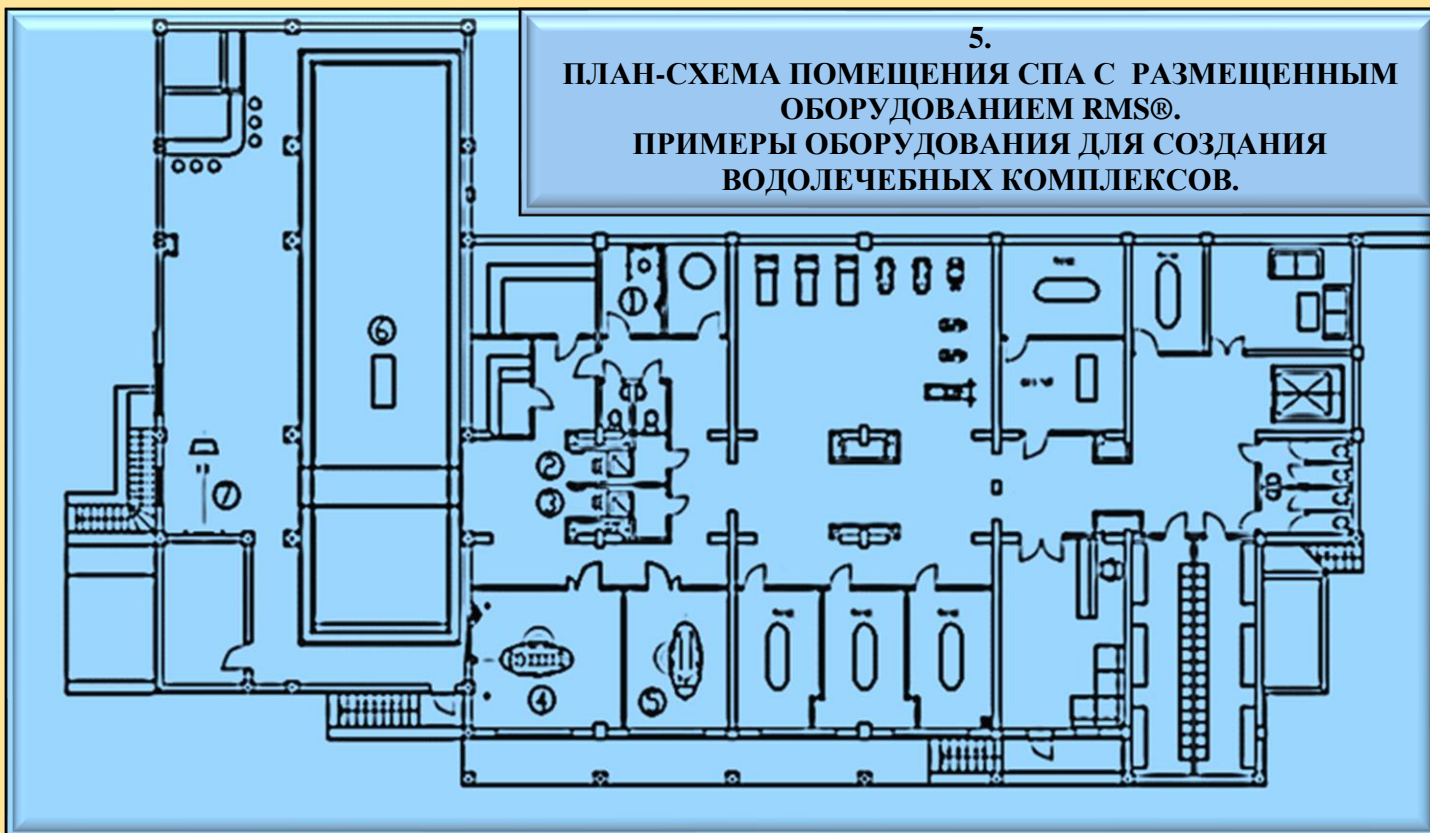 5.
ПЛАН-СХЕМА ПОМЕЩЕНИЯ СПА С РАЗМЕЩЕННЫМ
ОБОРУДОВАНИЕМ RMS®.
ПРИМЕРЫ ОБОРУДОВАНИЯ ДЛЯ СОЗДАНИЯ
ВОДОЛЕЧЕБНЫХ КОМПЛЕКСОВ.
1
6
2
3
7
4
5